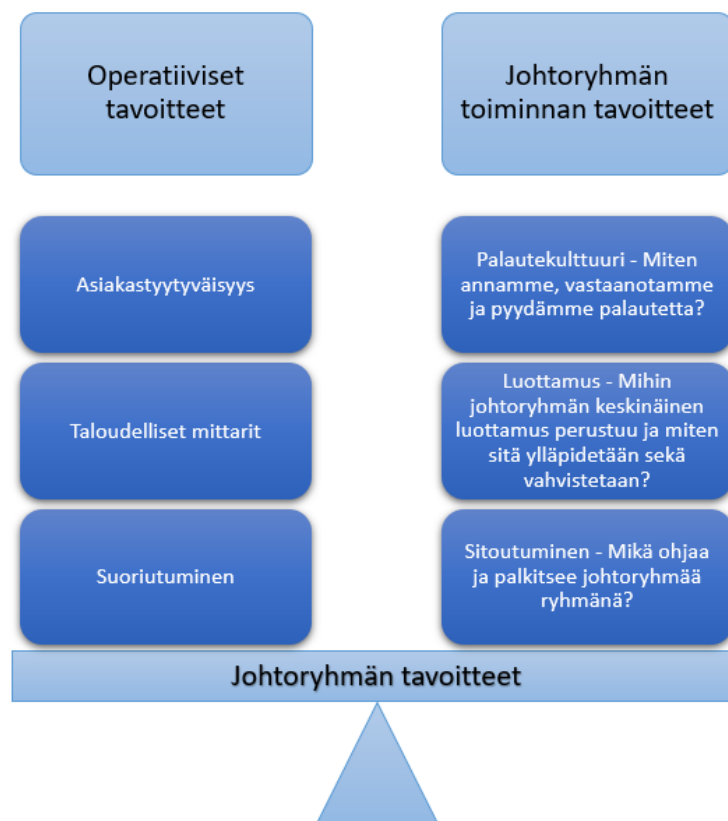 Operatiiviset
tavoitteet
Johtoryhmän
toiminnan tavoitteet
Asiakastyytyväisyys
Palautekulttuuri - Miten
annamme, vastaanotamme
ja pyydämme palautetta?
Taloudelliset mittarit
Luottamus - Mihin
johtoryhmän keskinäinen
luottamus perustuu ja miten
sitä ylläpidetään sekä
vahvistetaan?
Suoriutuminen
Sitoutuminen - Mikä ohjaa
ja palkitsee johtoryhmää
ryhmänä?
Johtoryhmän tavoitteet